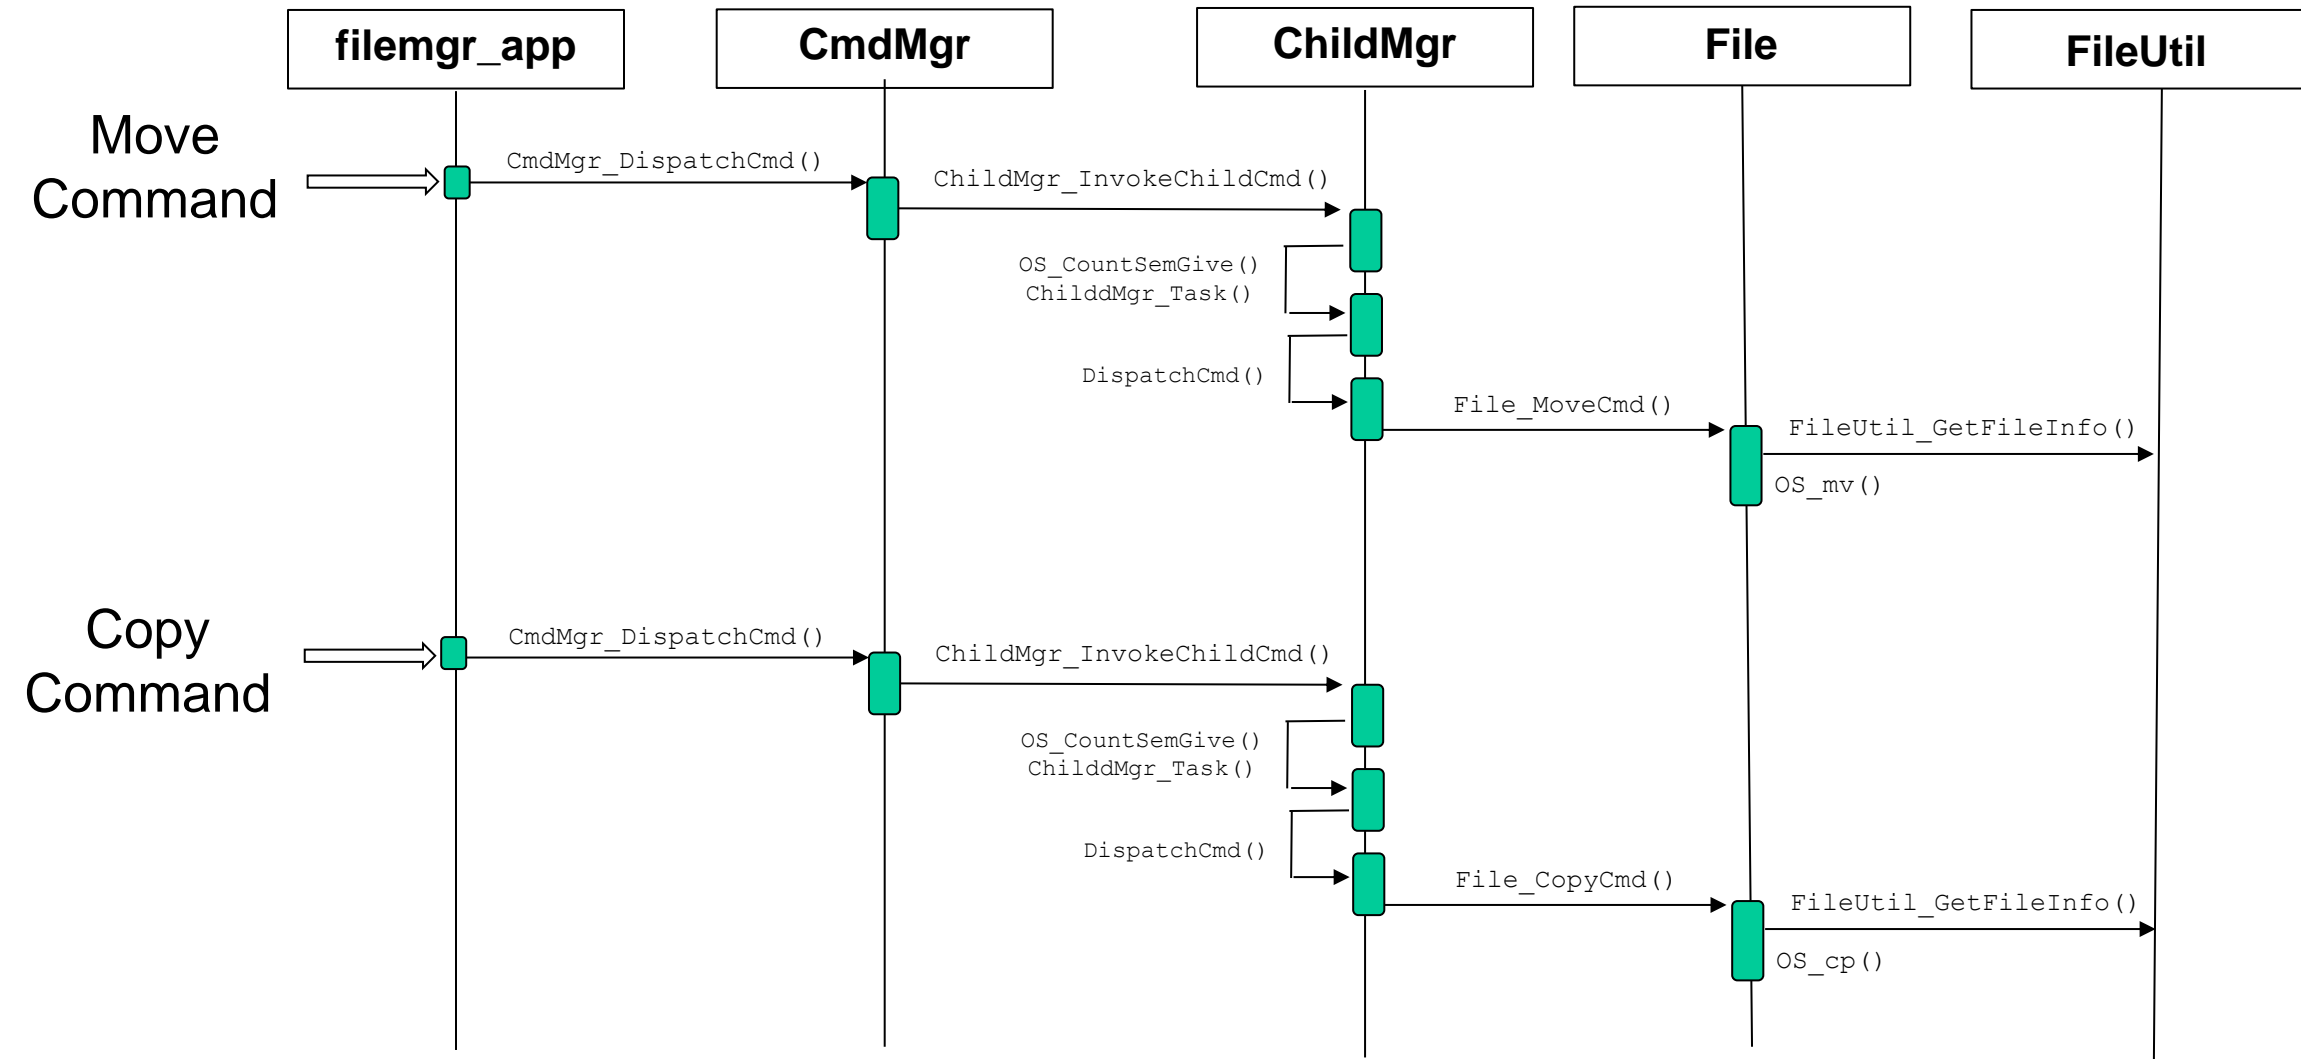 filemgr_app
CmdMgr
ChildMgr
File
FileUtil
Move
Command
CmdMgr_DispatchCmd()
ChildMgr_InvokeChildCmd()
OS_CountSemGive()
ChilddMgr_Task()
DispatchCmd()
File_MoveCmd()
FileUtil_GetFileInfo()
OS_mv()
Copy
Command
CmdMgr_DispatchCmd()
ChildMgr_InvokeChildCmd()
OS_CountSemGive()
ChilddMgr_Task()
DispatchCmd()
File_CopyCmd()
FileUtil_GetFileInfo()
OS_cp()